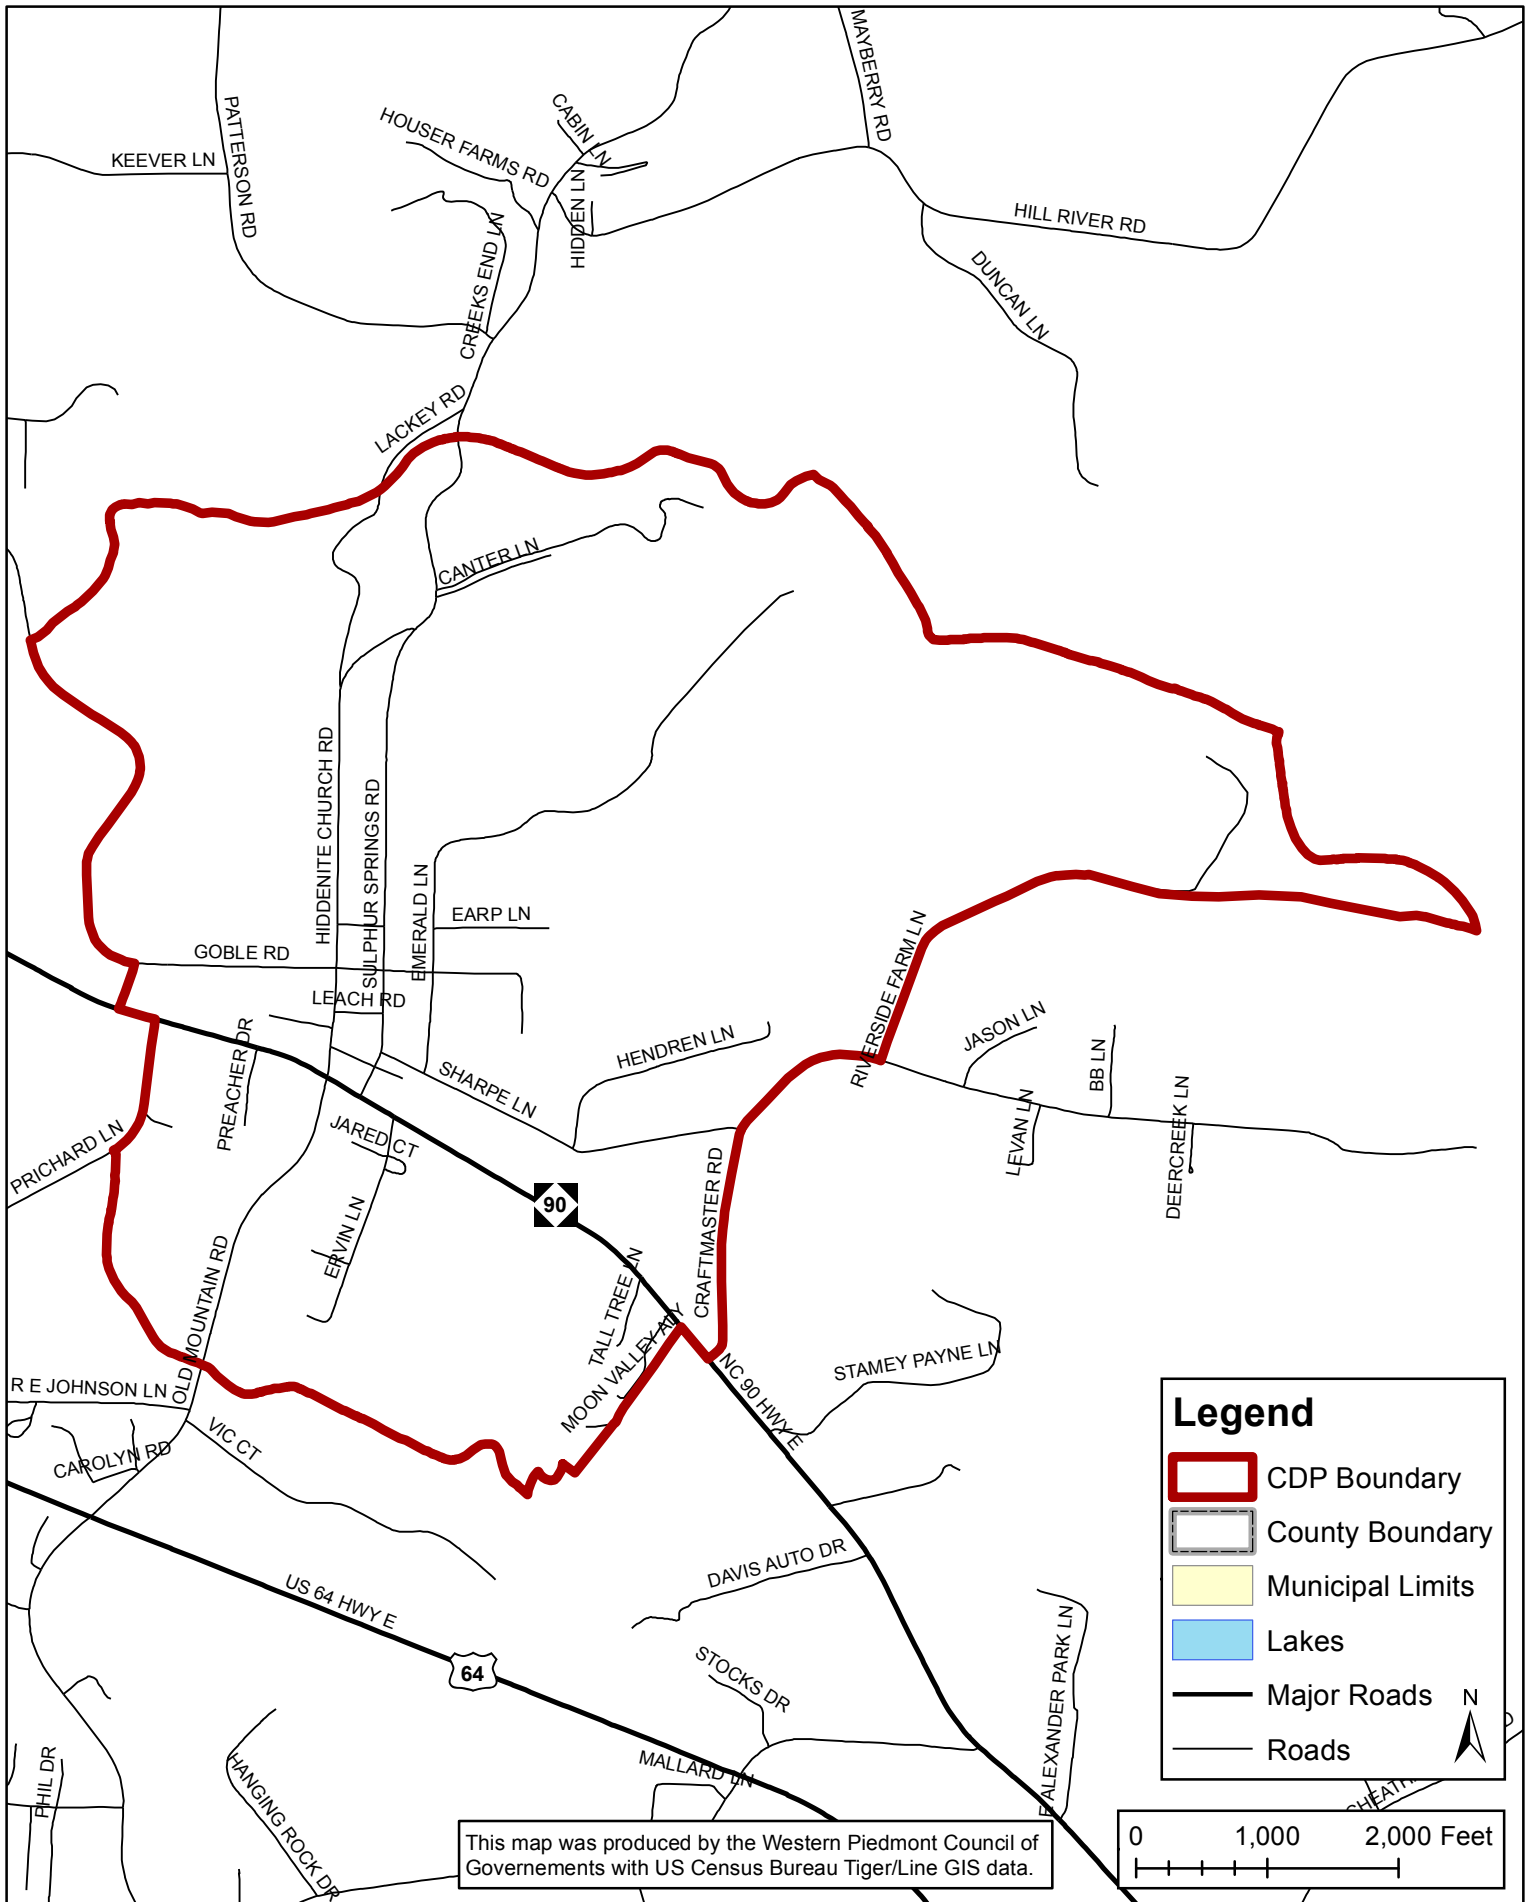 MAYBERRY RD
PATTERSON RD
CABIN LN
HOUSER FARMS RD
KEEVER LN
HIDDEN LN
HILL RIVER RD
CREEKS END LN
DUNCAN LN
LACKEY RD
CANTER LN
HIDDENITE CHURCH RD
SULPHUR SPRINGS RD
EMERALD LN
EARP LN
GOBLE RD
LEACH RD
RIVERSIDE FARM LN
PREACHER DR
HENDREN LN
JASON LN
BB LN
SHARPE LN
LEVAN LN
DEERCREEK LN
PRICHARD LN
JARED CT
90
ERVIN LN
CRAFTMASTER RD
OLD MOUNTAIN RD
TALL TREE LN
MOON VALLEY ALY
NC 90 HWY E
STAMEY PAYNE LN
R E JOHNSON LN
VIC CT
CAROLYN RD
DAVIS AUTO DR
US 64 HWY E
64
STOCKS DR
E ALEXANDER PARK LN
MALLARD LN
PHIL DR
HANGING ROCK DR
Legend
CDP Boundary
County Boundary
Municipal Limits
Lakes
Major Roads
N
Roads
This map was produced by the Western Piedmont Council of
Governements with US Census Bureau Tiger/Line GIS data.
0 1,000 2,000 Feet